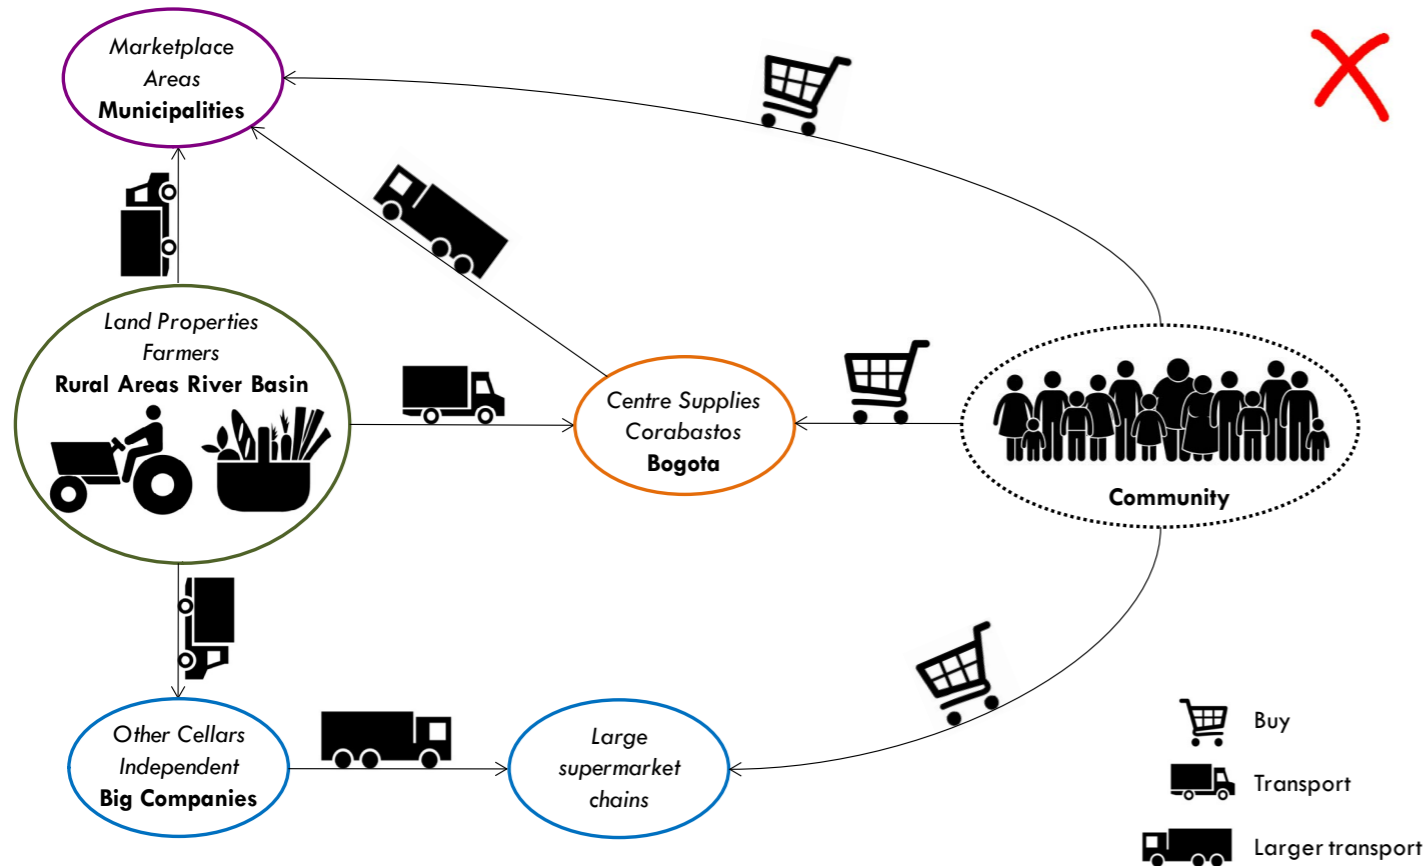 Marketplace
Areas
Municipalities
Land Properties
Farmers
Rural Areas River Basin
Centre Supplies
Corabastos
Bogota
Community
Other Cellars
Independent
Big Companies
Large
supermarket
chains
Buy
Transport
Larger transport